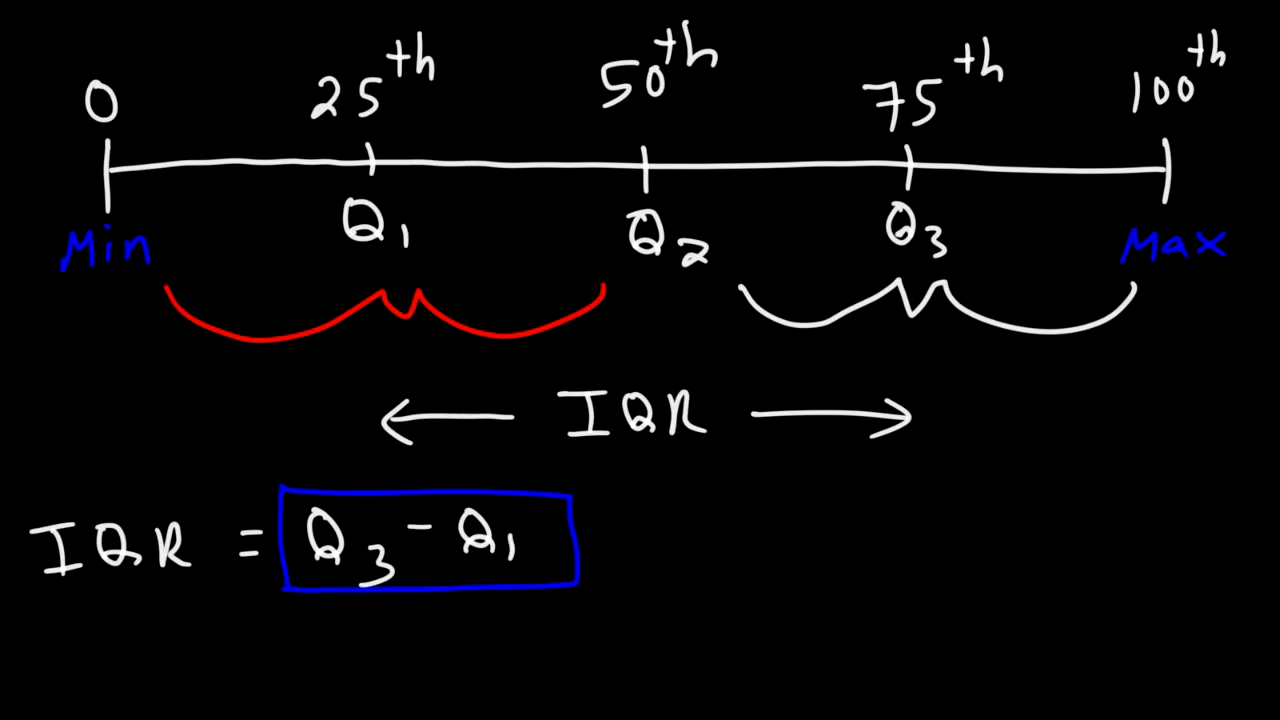 0 25th 50th 75th 100th
Min Q1 Q2 Q3 Max
IQR
IQR = Q3 - Q1